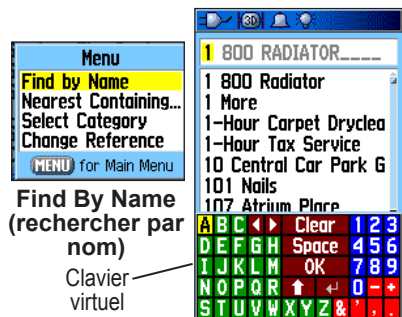 Menu
Find by Name
Nearest Containing...
Select Category
Change Reference
MENU for Main Menu
Find By Name
(rechercher par
nom)
Clavier
virtuel
3D
1 800 RADIATOR____
1 800 Radiator
1 More
1-Hour Carpet Dryclea
1-Hour Tax Service
10 Central Car Park G
101 Nails
107 Atrium Place
A B C Clear 1 2 3
D E F G H Space 4 5 6
I J K L M OK 7 8 9
N O P Q R 0 - +
S T U V W X Y Z & ' , .